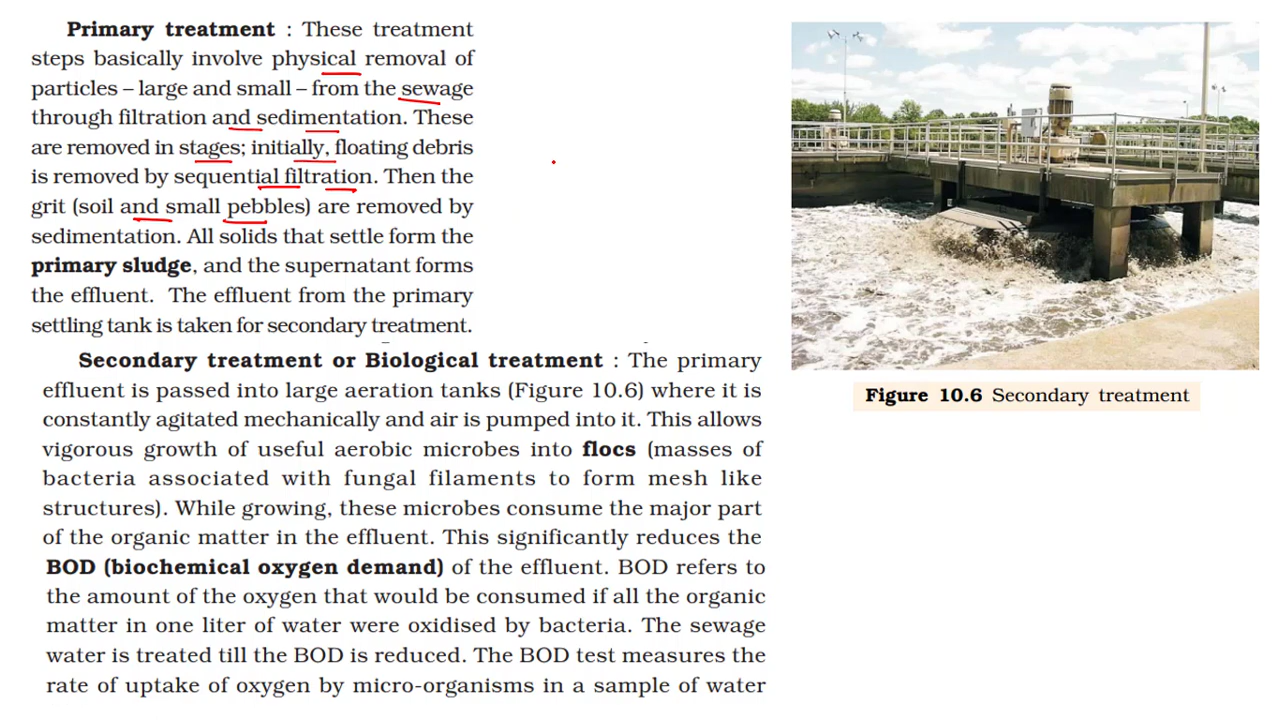 Primary treatment : These treatment
steps basically involve physical removal of
particles – large and small – from the sewage
through filtration and sedimentation. These
are removed in stages; initially, floating debris
is removed by sequential filtration. Then the
grit (soil and small pebbles) are removed by
sedimentation. All solids that settle form the
primary sludge, and the supernatant forms
the effluent. The effluent from the primary
settling tank is taken for secondary treatment.
Secondary treatment or Biological treatment : The primary
effluent is passed into large aeration tanks (Figure 10.6) where it is
constantly agitated mechanically and air is pumped into it. This allows
vigorous growth of useful aerobic microbes into flocs (masses of
bacteria associated with fungal filaments to form mesh like
structures). While growing, these microbes consume the major part
of the organic matter in the effluent. This significantly reduces the
BOD (biochemical oxygen demand) of the effluent. BOD refers to
the amount of the oxygen that would be consumed if all the organic
matter in one liter of water were oxidised by bacteria. The sewage
water is treated till the BOD is reduced. The BOD test measures the
rate of uptake of oxygen by micro-organisms in a sample of water
Figure 10.6 Secondary treatment